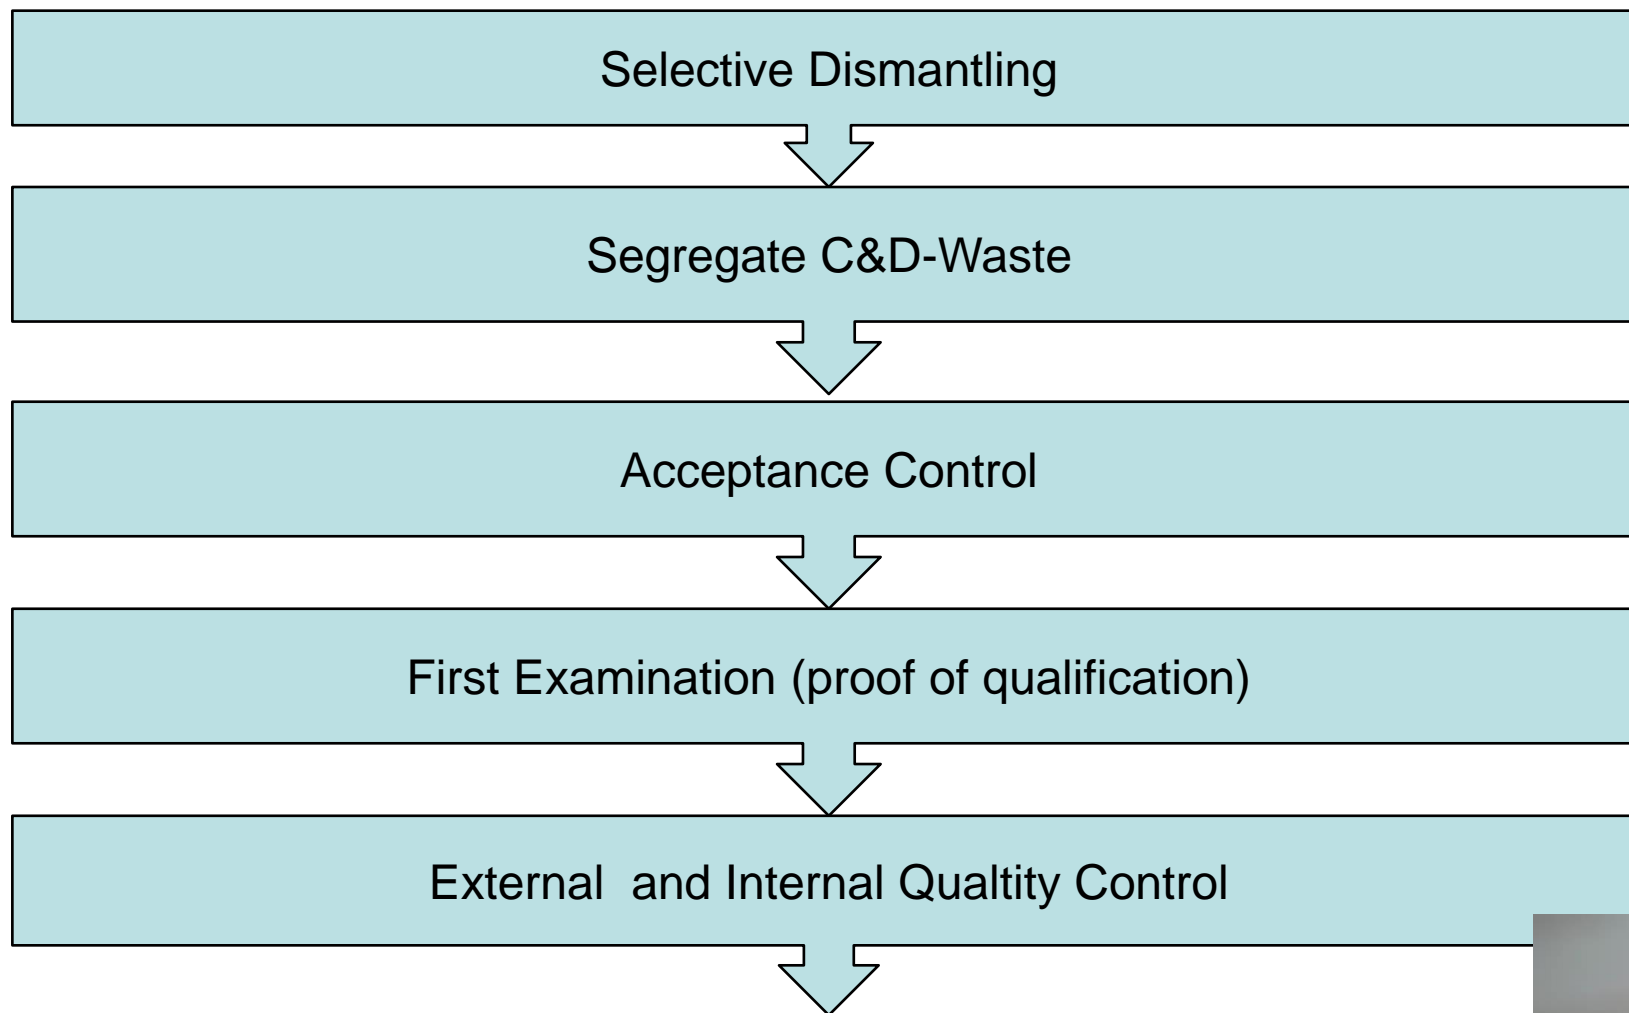 Selective Dismantling
Segregate C&D-Waste
Acceptance Control
First Examination (proof of qualification)
External  and Internal Qualtity Control